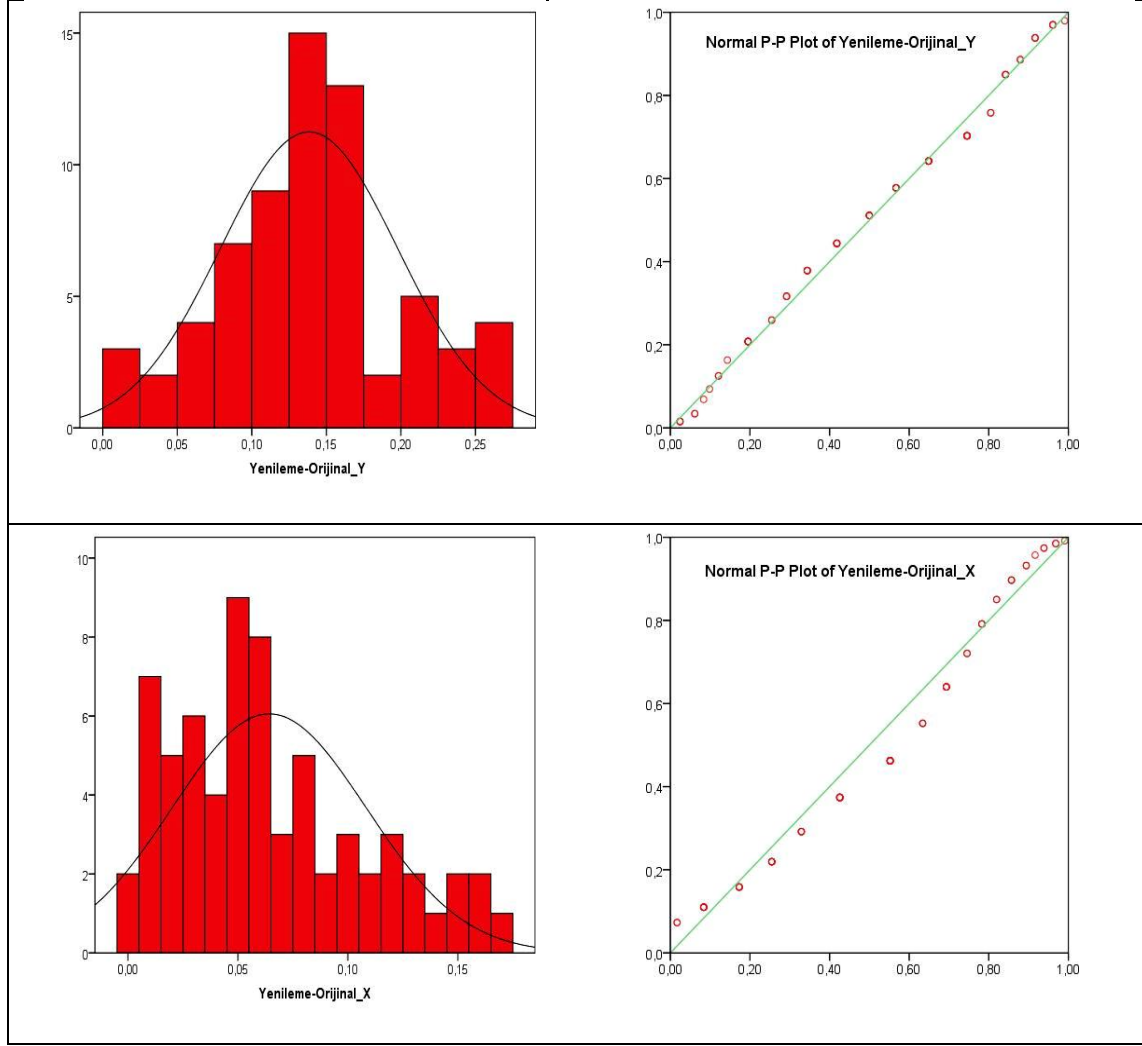 15
10
5
0
0,00 0,05 0,10 0,15 0,20 0,25
Yenileme-Orijinal_Y
Normal P-P Plot of Yenileme-Orijinal_Y
1,0
0,8
0,6
0,4
0,2
0,0
0,00 0,20 0,40 0,60 0,80 1,00
10
8
6
4
2
0
0,00 0,05 0,10 0,15
Yenileme-Orijinal_X
Normal P-P Plot of Yenileme-Orijinal_X
1,0
0,8
0,6
0,4
0,2
0,0
0,00 0,20 0,40 0,60 0,80 1,00